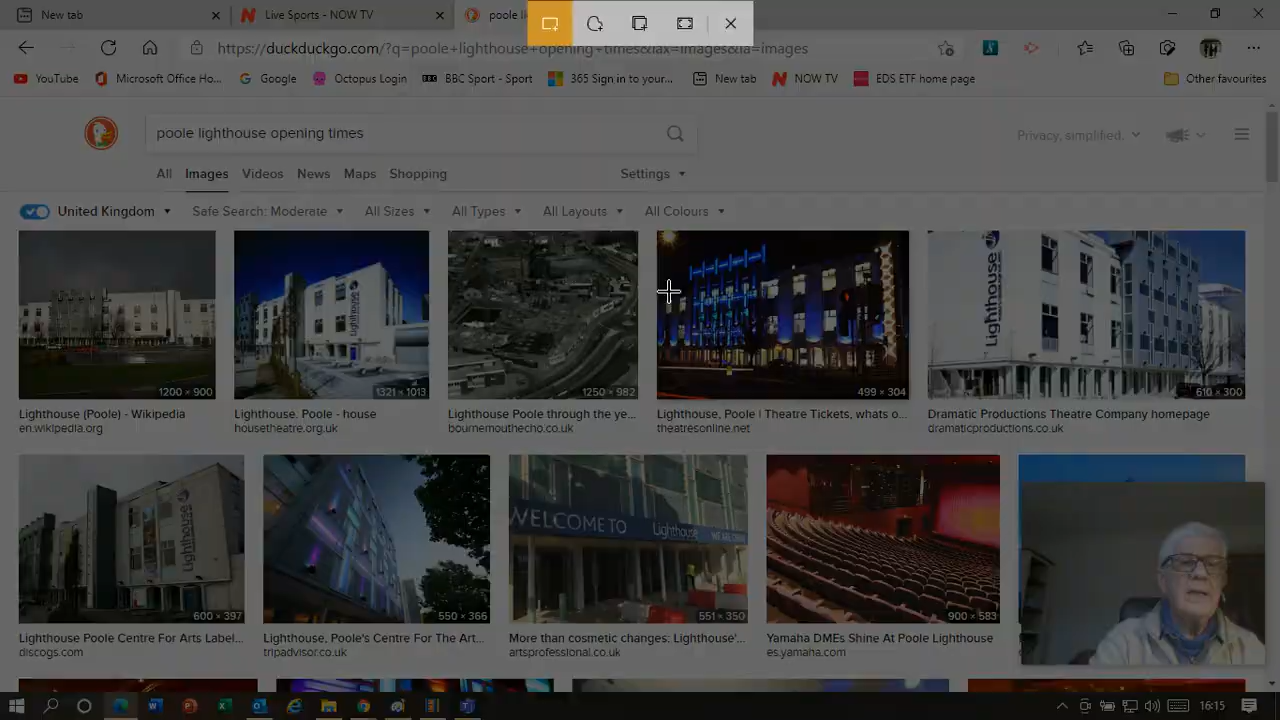 New tab
Live Sports - NOW TV
https://duckduckgo.com/?q=poole+lighthouse+opening+times&iax=images&ia=images
YouTube
Microsoft Office Ho...
Google
Octopus Login
BBC Sport - Sport
365 Sign in to your...
New tab
NOW TV
EDS ETF home page
Other favourites
poole lighthouse opening times
Privacy, simplified.
All
Images
Videos
News
Maps
Shopping
Settings
United Kingdom
Safe Search: Moderate
All Sizes
All Types
All Layouts
All Colours
Lighthouse
Lighthouse
1200 × 900
1321 × 1013
1250 × 982
499 × 304
610 × 300
Lighthouse (Poole) - Wikipedia
en.wikipedia.org
Lighthouse. Poole - house
housetheatre.org.uk
Lighthouse Poole through the ye...
bournemouthecho.co.uk
Lighthouse, Poole | Theatre Tickets, whats o...
theatresonline.net
Dramatic Productions Theatre Company homepage
dramaticproductions.co.uk
Lighthouse
WELCOME TO Lighthouse
600 × 397
550 × 366
551 × 350
900 × 583
Lighthouse Poole Centre For Arts Label...
discogs.com
Lighthouse, Poole's Centre For The Art...
tripadvisor.co.uk
More than cosmetic changes: Lighthouse'...
artsprofessional.co.uk
Yamaha DMEs Shine At Poole Lighthouse
es.yamaha.com
16:15